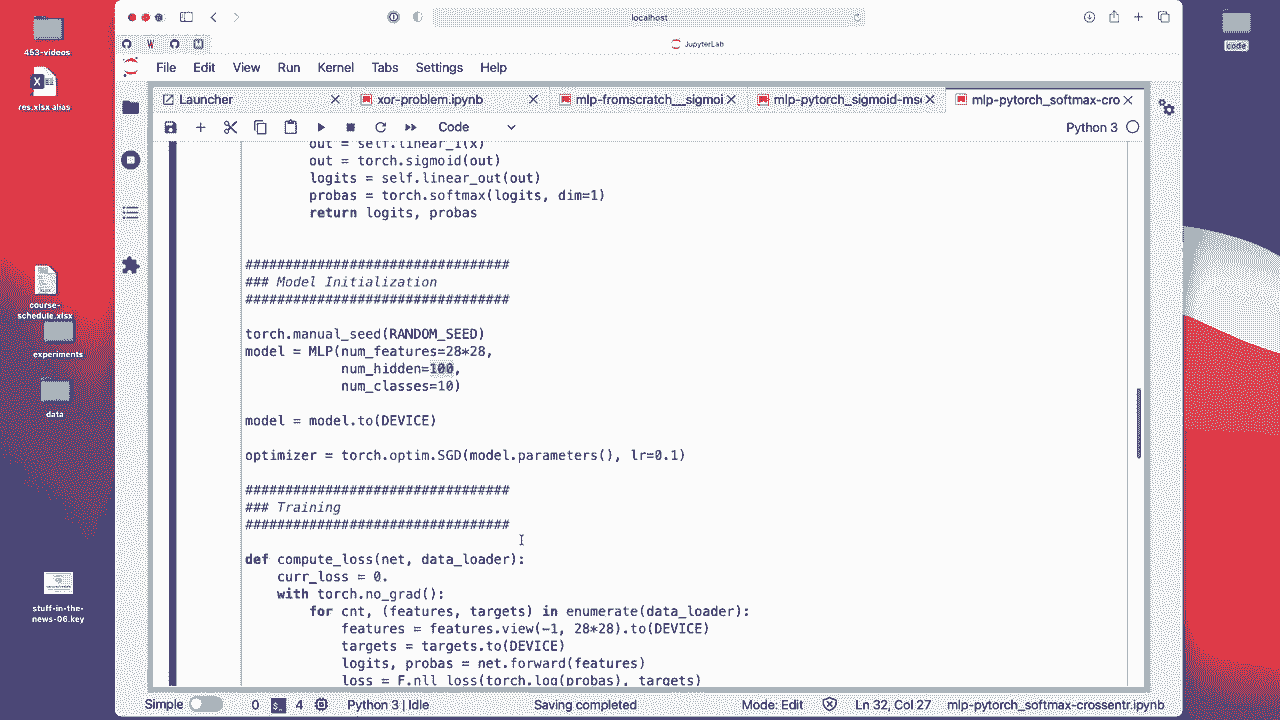 localhost
JupyterLab
File Edit View Run Kernel Tabs Settings Help
Launcher
xor-problem.ipynb
mlp-fromscratch__sigmoi
mlp-pytorch_sigmoid-ms
mlp-pytorch_softmax-cro
Code
Python 3
out = self.linear_1(x)
out = torch.sigmoid(out)
logits = self.linear_out(out)
probas = torch.softmax(logits, dim=1)
return logits, probas
#################################
### Model Initialization
#################################
torch.manual_seed(RANDOM_SEED)
model = MLP(num_features=28*28,
num_hidden=100,
num_classes=10)
model = model.to(DEVICE)
optimizer = torch.optim.SGD(model.parameters(), lr=0.1)
#################################
### Training
#################################
def compute_loss(net, data_loader):
curr_loss = 0.
with torch.no_grad():
for cnt, (features, targets) in enumerate(data_loader):
features = features.view(-1, 28*28).to(DEVICE)
targets = targets.to(DEVICE)
logits, probas = net.forward(features)
loss = F.nll_loss(torch.log(probas), targets)
Simple 0 4 Python 3 | Idle Saving completed Mode: Edit Ln 32, Col 27 mlp-pytorch_softmax-crossentr.ipynb
453-videos
res.xlsx alias
course-
schedule.xlsx
experiments
data
stuff-in-the-
news-06.key
code